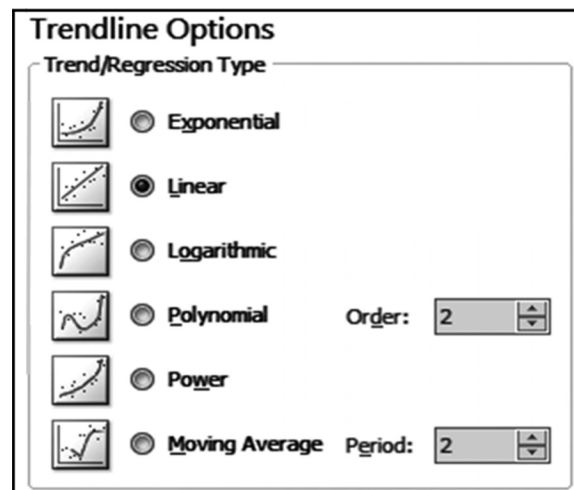 Trendline Options
Trend/Regression Type
Exponential
Linear
Logarithmic
Polynomial Order: 2
Power
Moving Average Period: 2